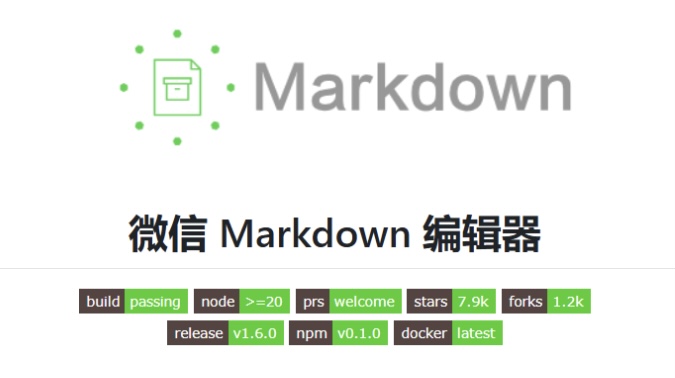 Markdown
微信 Markdown 编辑器
build passing node >=20 prs welcome stars 7.9k forks 1.2k
release v1.6.0 npm v0.1.0 docker latest